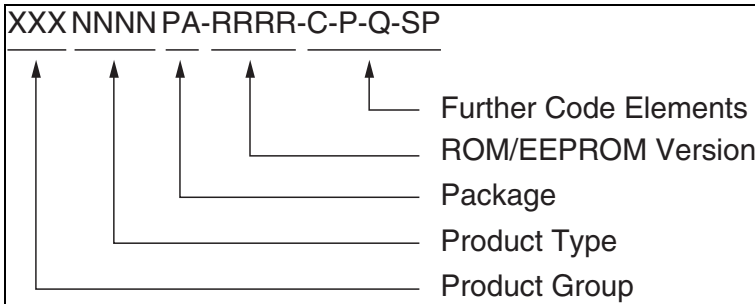 XXX NNNN PA-RRRR-C-P-Q-SP
Further Code Elements
ROM/EEPROM Version
Package
Product Type
Product Group